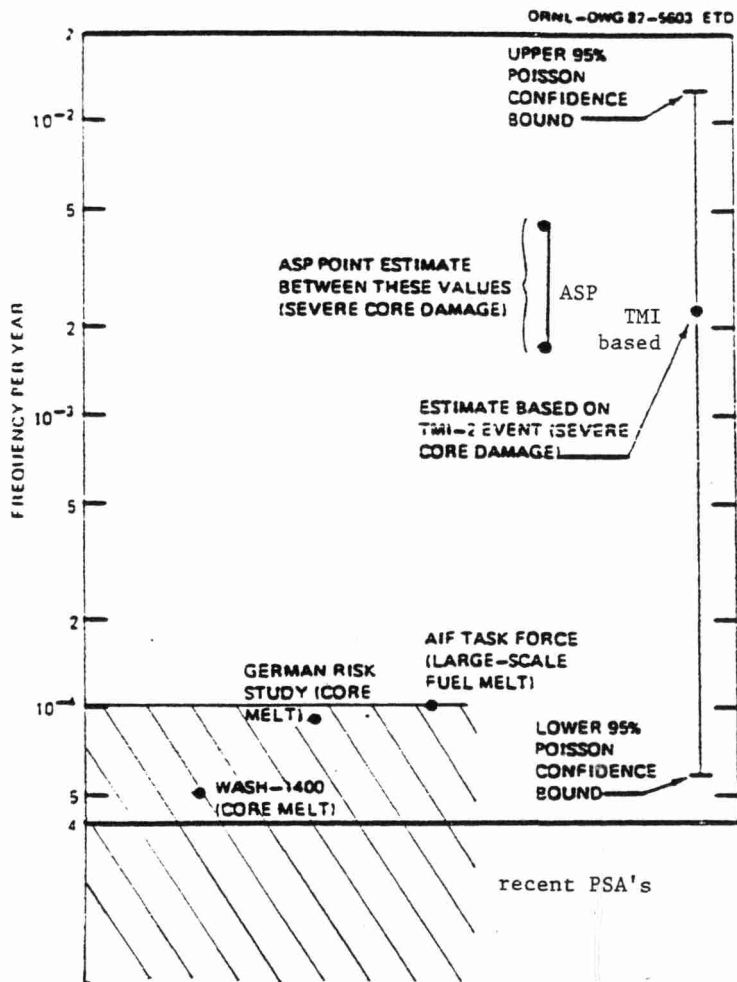 ORNL-DWG 82-5603 ETD
2
UPPER 95%
POISSON
CONFIDENCE
BOUND
10⁻²
5
ASP POINT ESTIMATE
BETWEEN THESE VALUES
(SEVERE CORE DAMAGE)
ASP
TMI
based
2
10⁻³
ESTIMATE BASED ON
TMI-2 EVENT (SEVERE
CORE DAMAGE)
FREQUENCY PER YEAR
5
2
AIF TASK FORCE
(LARGE-SCALE
FUEL MELT)
GERMAN RISK
STUDY (CORE
MELT)
10⁻⁴
LOWER 95%
POISSON
CONFIDENCE
BOUND
WASH-1400
(CORE MELT)
5
4
recent PSA's